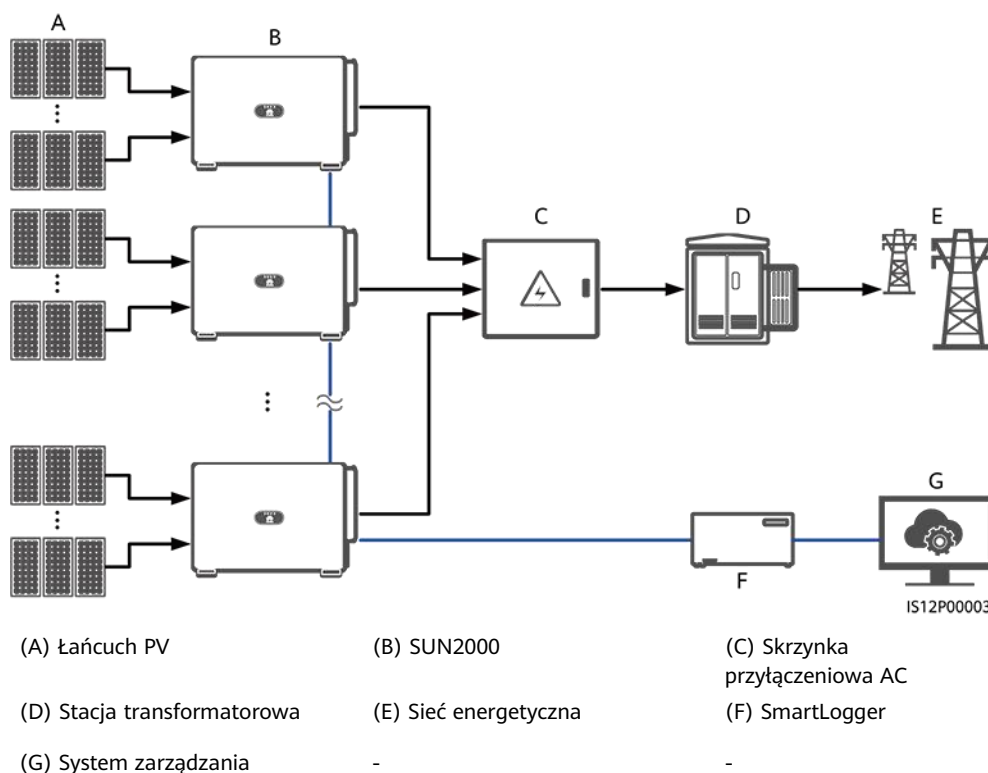 A
B
C
D
E
F
G
IS12P00003
(A) Łańcuch PV
(B) SUN2000
(C) Skrzynka
przyłączeniowa AC
(D) Stacja transformatorowa
(E) Sieć energetyczna
(F) SmartLogger
(G) System zarządzania
-
-